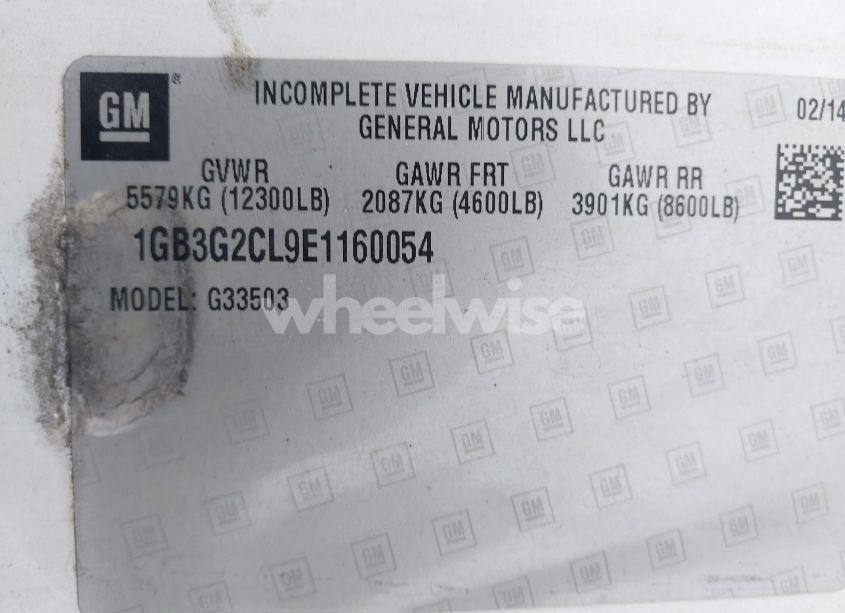 GM ®
INCOMPLETE VEHICLE MANUFACTURED BY
GENERAL MOTORS LLC
02/14
GVWR GAWR FRT GAWR RR
5579KG (12300LB) 2087KG (4600LB) 3901KG (8600LB)
1GB3G2CL9E1160054
MODEL: G33503
wheelwise